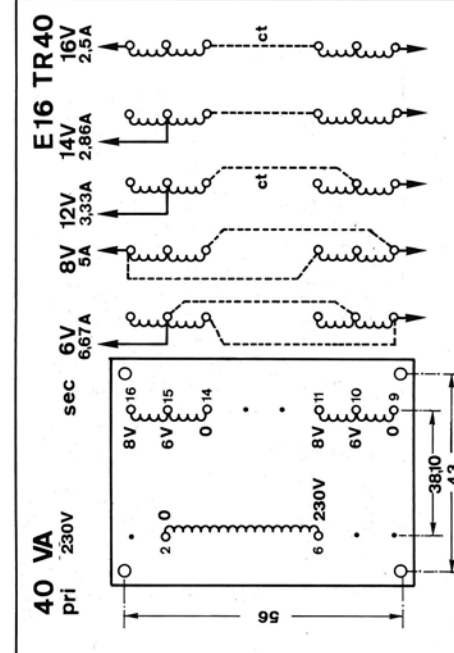 40 VA
pri 230V sec
E16 TR40
6V
6,67A
8V
5A
12V
3,33A
14V
2,86A
16V
2,5A
ct
ct
2 0
6 230V
8V 16
6V 15
0 14
8V 11
6V 10
0 9
56
38,10
43